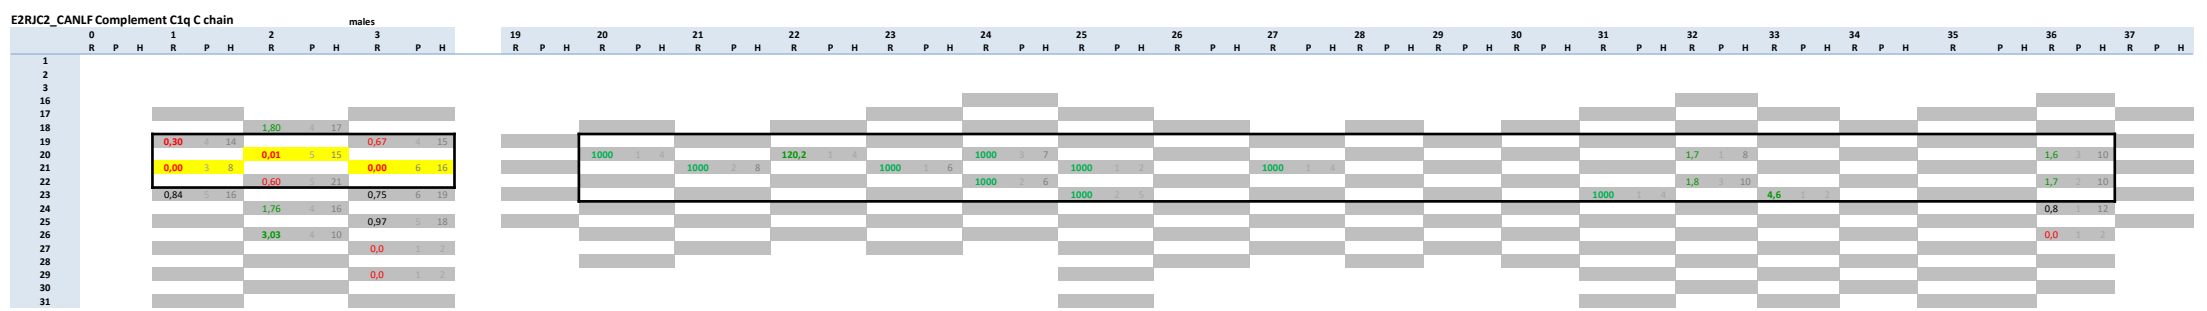 E2RJC2_CANLF Complement C1q C chain males
0 1 2 3 19 20 21 22 23 24 25 26 27 28 29 30 31 32 33 34 35 36 37
R P H R P H R P H R P H R P H R P H R P H R P H R P H R P H R P H R P H R P H R P H R P H R P H R P H R P H R P H R P H R P H R P H R P H
1
2
3
16
17
18 1,80 4 17
19 0,30 4 14 0,67 4 15
20 0,01 5 15 1000 1 4 120,2 1 4 1000 3 7 1,7 1 8 1,6 3 10
21 0,00 3 8 0,00 6 16 1000 2 8 1000 1 6 1000 1 2 1000 1 4
22 0,60 5 21 1000 2 6 1,8 3 10 1,7 2 10
23 0,84 5 16 0,75 6 19 1000 2 5 1000 1 4 4,6 1 2
24 1,76 4 16 0,8 1 12
25 0,97 5 18
26 3,03 4 10 0,0 1 2
27 0,0 1 2
28
29 0,0 1 2
30
31